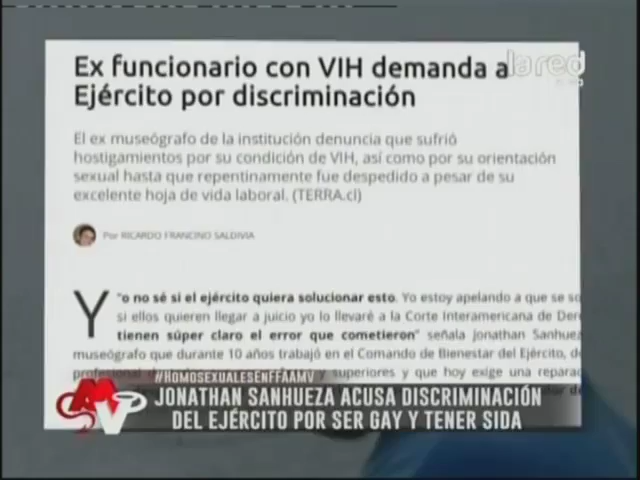 la red
Ex funcionario con VIH demanda a
Ejército por discriminación
El ex museógrafo de la institución denuncia que sufrió
hostigamientos por su condición de VIH, así como por su orientación
sexual hasta que repentinamente fue despedido a pesar de su
excelente hoja de vida laboral. (TERRA.cl)
Por RICARDO FRANCINO SALDIVIA
Y "o no sé si el ejército quiera solucionar esto. Yo estoy apelando a que se so
si ellos quieren llegar a juicio yo lo llevaré a la Corte Interamericana de Der
tienen súper claro el error que cometieron" señala Jonathan Sanhuez
museógrafo que durante 10 años trabajó en el Comando de Bienestar del Ejército, de
superiores y que hoy exige una repara
#HOMOSEXUALESENFFAAMV
MVP
JONATHAN SANHUEZA ACUSA DISCRIMINACIÓN
DEL EJÉRCITO POR SER GAY Y TENER SIDA